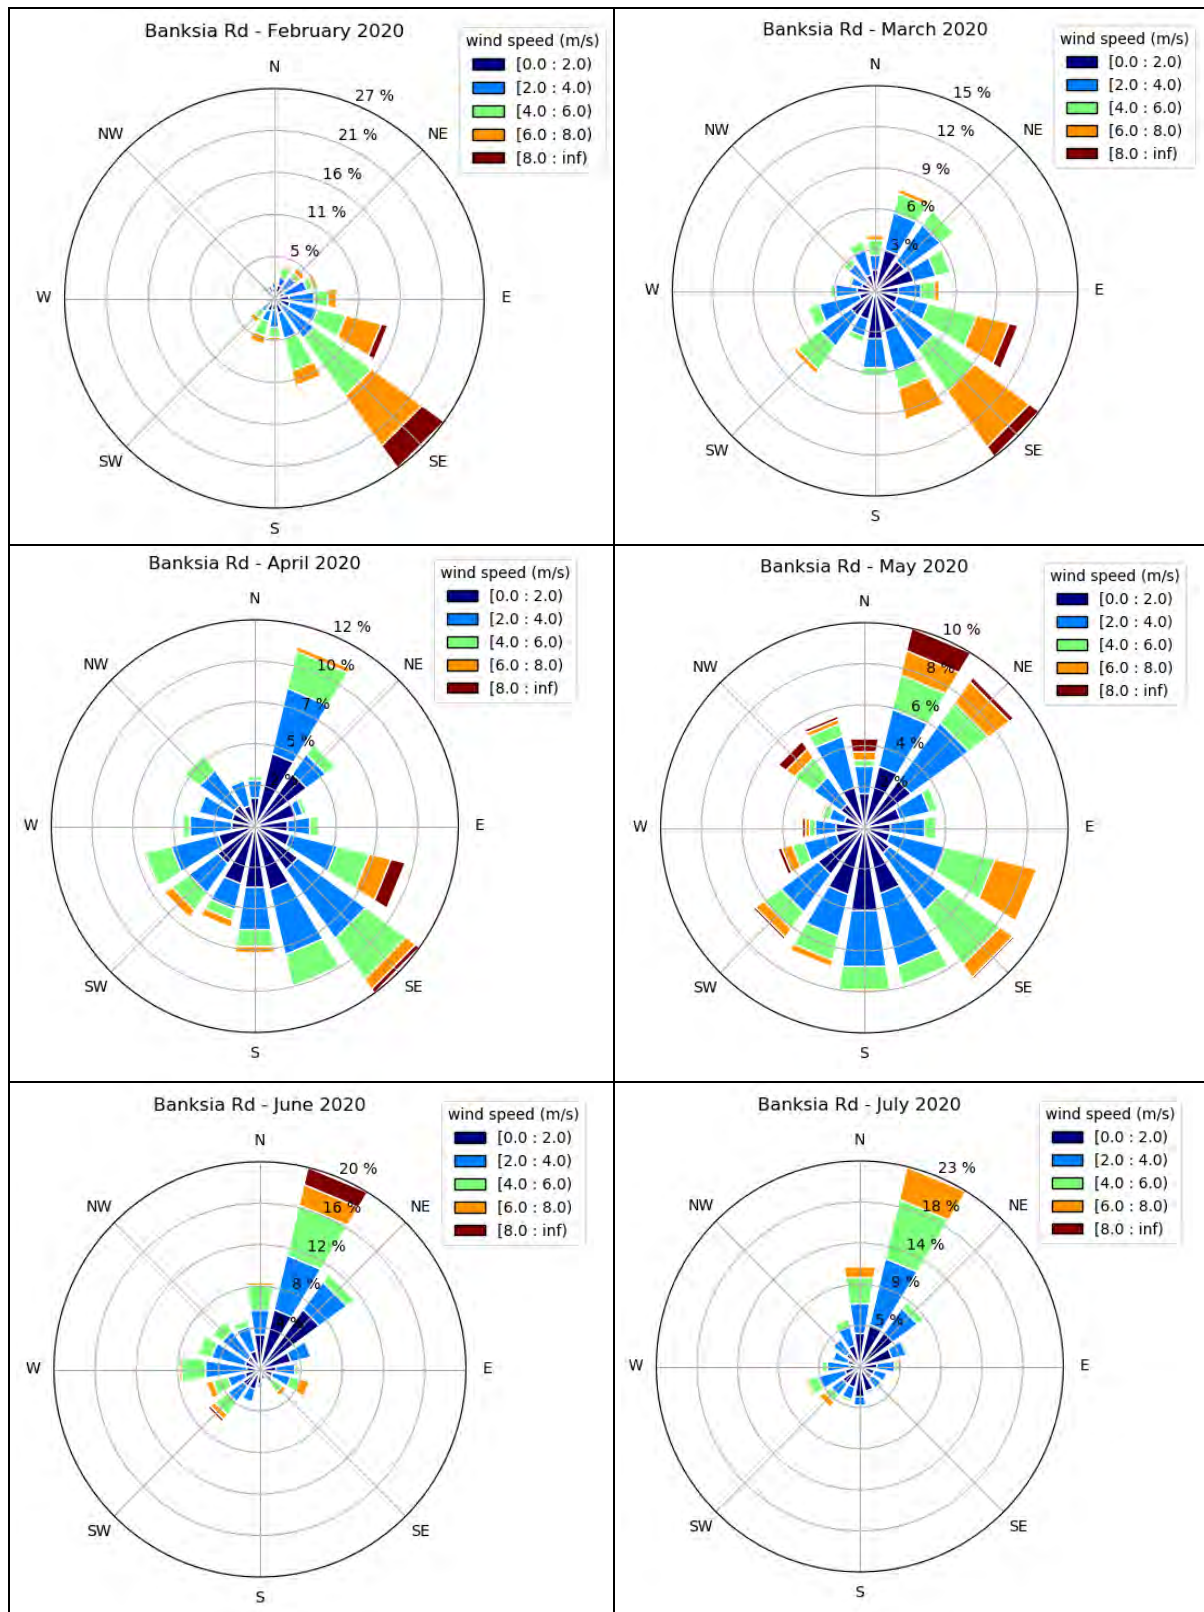 Banksia Rd - February 2020
wind speed (m/s)
[0.0 : 2.0)
[2.0 : 4.0)
[4.0 : 6.0)
[6.0 : 8.0)
[8.0 : inf)
N
27 %
NW
NE
21 %
16 %
11 %
5 %
W
E
SW
SE
S
Banksia Rd - March 2020
wind speed (m/s)
[0.0 : 2.0)
[2.0 : 4.0)
[4.0 : 6.0)
[6.0 : 8.0)
[8.0 : inf)
N
15 %
NW
NE
12 %
9 %
6 %
3 %
W
E
SW
SE
S
Banksia Rd - April 2020
wind speed (m/s)
[0.0 : 2.0)
[2.0 : 4.0)
[4.0 : 6.0)
[6.0 : 8.0)
[8.0 : inf)
N
12 %
NW
NE
10 %
7 %
5 %
%
W
E
SW
SE
S
Banksia Rd - May 2020
wind speed (m/s)
[0.0 : 2.0)
[2.0 : 4.0)
[4.0 : 6.0)
[6.0 : 8.0)
[8.0 : inf)
N
10 %
NW
NE
8 %
6 %
4 %
%
W
E
SW
SE
S
Banksia Rd - June 2020
wind speed (m/s)
[0.0 : 2.0)
[2.0 : 4.0)
[4.0 : 6.0)
[6.0 : 8.0)
[8.0 : inf)
N
20 %
NW
NE
16 %
12 %
8 %
%
W
E
SW
SE
S
Banksia Rd - July 2020
wind speed (m/s)
[0.0 : 2.0)
[2.0 : 4.0)
[4.0 : 6.0)
[6.0 : 8.0)
[8.0 : inf)
N
23 %
NW
NE
18 %
14 %
9 %
5 %
W
E
SW
SE
S